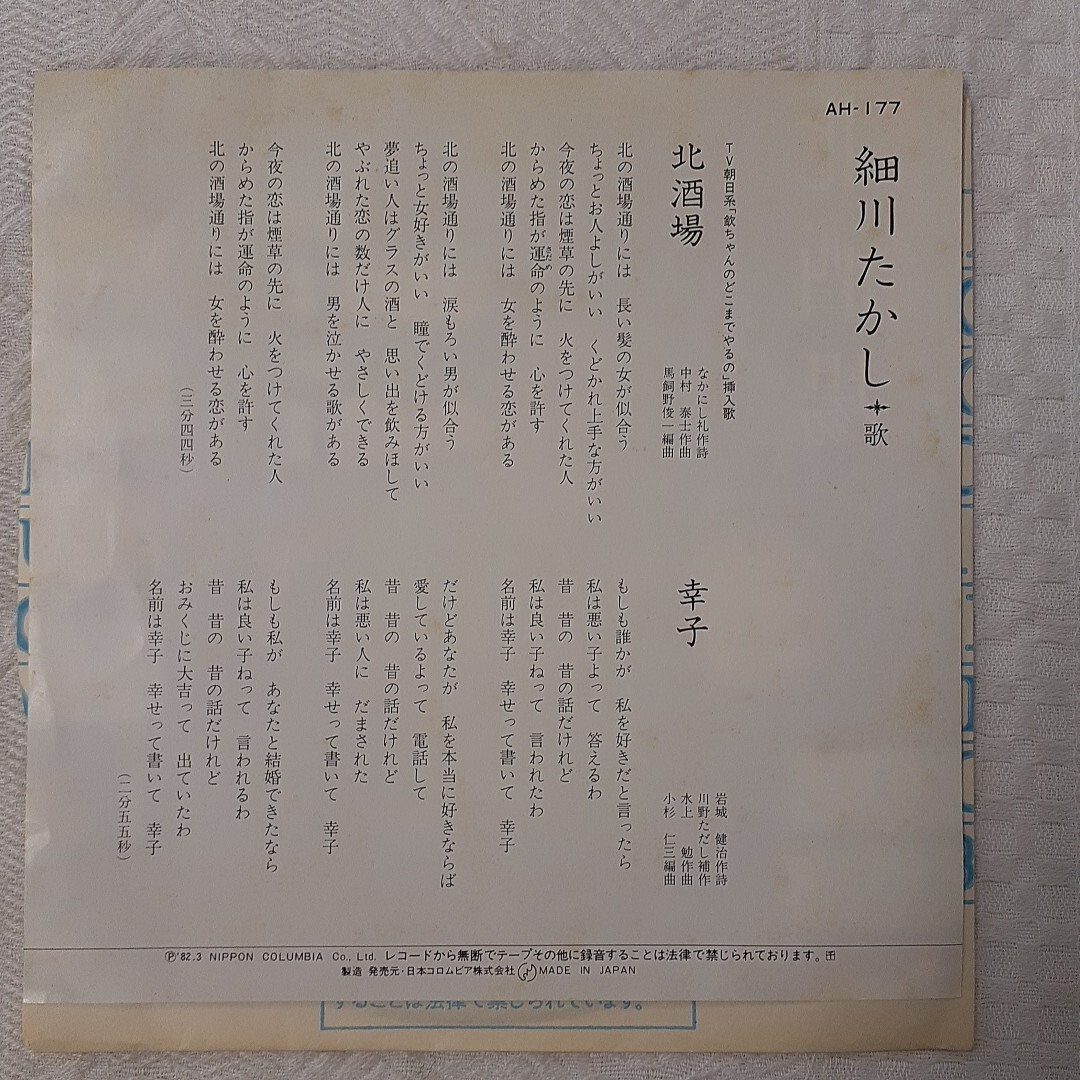 AH-177
細川たかし 歌
TV朝日系「欽ちゃんのどこまでやるの」挿入歌
北酒場
なかにし礼作詩
中村 泰士作曲
馬飼野俊一編曲
北の酒場通りには 長い髪の女が似合う
ちょっとお人よしがいい くどかれ上手な方がいい
今夜の恋は煙草の先に 火をつけてくれた人
からめた指が運命のように 心を許す
さだめ
北の酒場通りには 女を酔わせる恋がある
北の酒場通りには 涙もろい男が似合う
ちょっと女好きがいい 瞳でくどける方がいい
夢追い人はグラスの酒と 思い出を飲みほして
やぶれた恋の数だけ人に やさしくできる
北の酒場通りには 男を泣かせる歌がある
今夜の恋は煙草の先に 火をつけてくれた人
からめた指が運命のように 心を許す
北の酒場通りには 女を酔わせる恋がある
(三分四四秒)
幸子
岩城 健治作詩
川野ただし補作
水上 勉作曲
小杉 仁三編曲
もしも誰かが 私を好きだと言ったら
私は悪い子よって 答えるわ
昔 昔の 昔の話だけれど
私は良い子ねって 言われたわ
名前は幸子 幸せって書いて 幸子
だけどあなたが 私を本当に好きならば
愛しているよって 電話して
昔 昔の 昔の話だけれど
私は悪い人に だまされた
名前は幸子 幸せって書いて 幸子
もしも私が あなたと結婚できたなら
私は良い子ねって 言われるわ
昔 昔の 昔の話だけれど
おみくじに大吉って 出ていたわ
名前は幸子 幸せって書いて 幸子
(二分五五秒)
Ⓟ'82.3 NIPPON COLUMBIA Co., Ltd. レコードから無断でテープその他に録音することは法律で禁じられております。
製造 発売元・日本コロムビア株式会社 MADE IN JAPAN
することは法律で禁じられています。